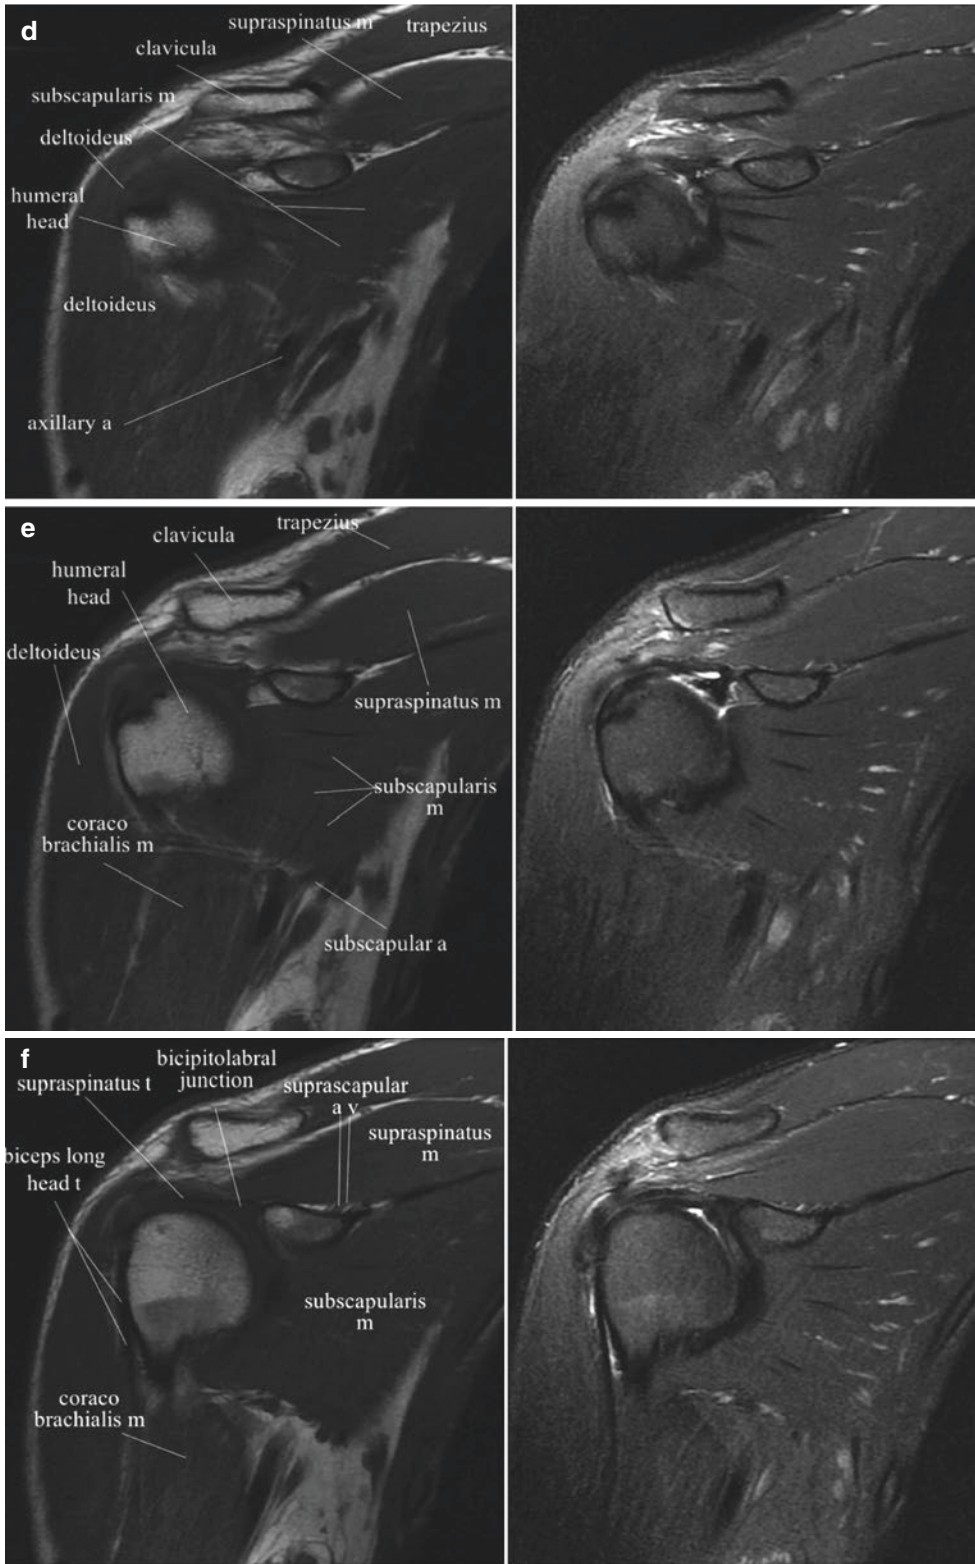 d
supraspinatus m
trapezius
clavicula
subscapularis m
deltoideus
humeral
head
deltoideus
axillary a
e
trapezius
clavicula
humeral
head
deltoideus
supraspinatus m
subscapularis
m
coraco
brachialis m
subscapular a
f
bicipitolabral
junction
supraspinatus t
suprascapular
a v
supraspinatus
m
biceps long
head t
subscapularis
m
coraco
brachialis m